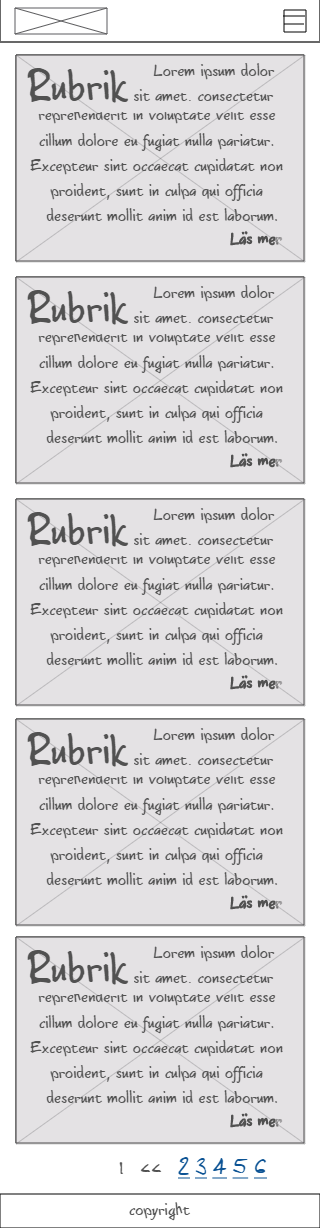 Lorem ipsum dolor
Rubrik sit amet. consectetur
reprehenderit in voluptate velit esse
cillum dolore eu fugiat nulla pariatur.
Excepteur sint occaecat cupidatat non
proident, sunt in culpa qui officia
deserunt mollit anim id est laborum.
Läs mer
Lorem ipsum dolor
Rubrik sit amet. consectetur
reprehenderit in voluptate velit esse
cillum dolore eu fugiat nulla pariatur.
Excepteur sint occaecat cupidatat non
proident, sunt in culpa qui officia
deserunt mollit anim id est laborum.
Läs mer
Lorem ipsum dolor
Rubrik sit amet. consectetur
reprehenderit in voluptate velit esse
cillum dolore eu fugiat nulla pariatur.
Excepteur sint occaecat cupidatat non
proident, sunt in culpa qui officia
deserunt mollit anim id est laborum.
Läs mer
Lorem ipsum dolor
Rubrik sit amet. consectetur
reprehenderit in voluptate velit esse
cillum dolore eu fugiat nulla pariatur.
Excepteur sint occaecat cupidatat non
proident, sunt in culpa qui officia
deserunt mollit anim id est laborum.
Läs mer
Lorem ipsum dolor
Rubrik sit amet. consectetur
reprehenderit in voluptate velit esse
cillum dolore eu fugiat nulla pariatur.
Excepteur sint occaecat cupidatat non
proident, sunt in culpa qui officia
deserunt mollit anim id est laborum.
Läs mer
1 << 2 3 4 5 6
copyright